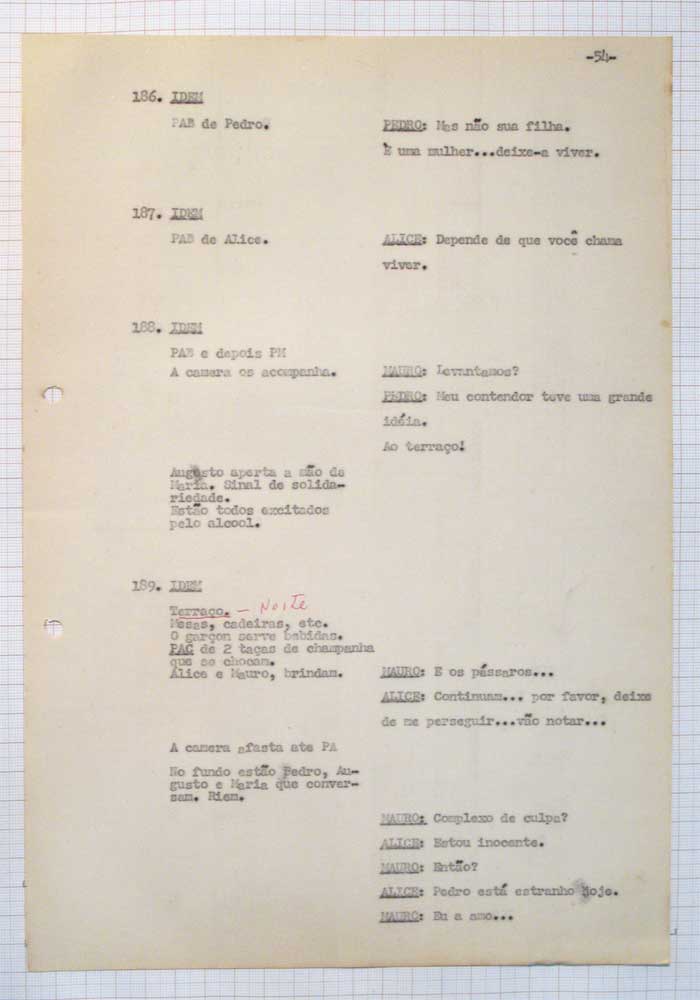 -54-
186. IDEM
PAB de Pedro.
PEDRO: Mas não sua filha.
É uma mulher...deixe-a viver.
187. IDEM
PAB de Alice.
ALICE: Depende de que você chama
viver.
188. IDEM
PAB e depois PM
A camera os acompanha.
MAURO: Levantamos?
PEDRO: Meu contendor teve uma grande
idéia.
Ao terraço!
Augusto aperta a mão de
Maria. Sinal de solida-
riedade.
Estão todos excitados
pelo alcool.
189. IDEM
Terraço. - NOITE
Mesas, cadeiras, etc.
O garçon serve bebidas.
PAC de 2 taças de champanha
que se chocam.
Alice e Mauro, brindam.
MAURO: E os pássaros...
ALICE: Continuam... por favor, deixe
de me perseguir...vão notar...
A camera afasta ate PA
No fundo estão Pedro, Au-
gusto e Maria que conver-
sam. Riem.
MAURO: Complexo de culpa?
ALICE: Estou inocente.
MAURO: Então?
ALICE: Pedro está estranho hoje.
MAURO: Eu a amo...